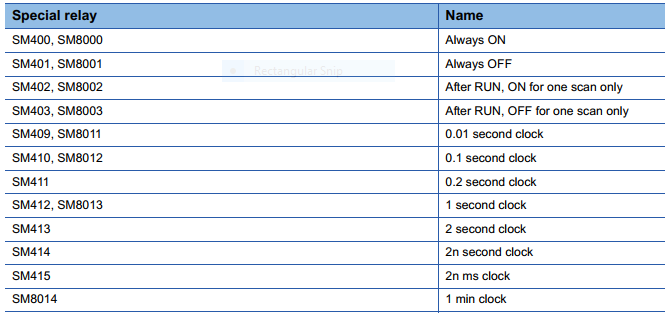 Special relay Name
SM400, SM8000 Always ON
SM401, SM8001 Always OFF
Rectangular Snip
SM402, SM8002 After RUN, ON for one scan only
SM403, SM8003 After RUN, OFF for one scan only
SM409, SM8011 0.01 second clock
SM410, SM8012 0.1 second clock
SM411 0.2 second clock
SM412, SM8013 1 second clock
SM413 2 second clock
SM414 2n second clock
SM415 2n ms clock
SM8014 1 min clock